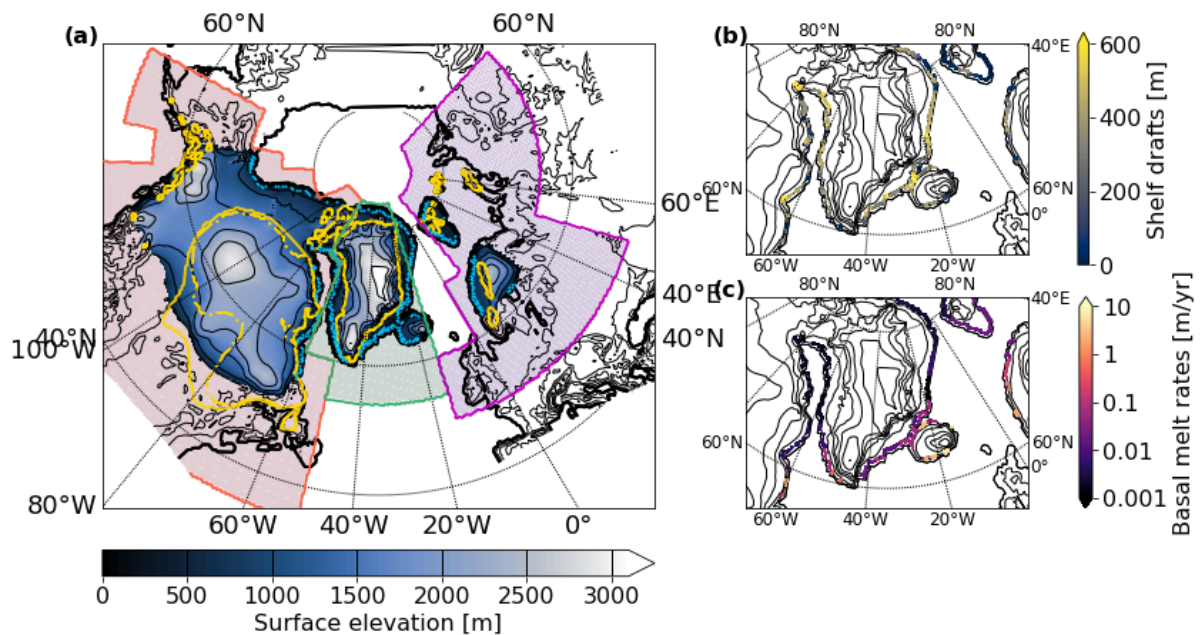 (a)
60°N
60°N
60°E
40°E
40°N
40°N
100°W
80°W
60°W
40°W
20°W
0°
0
500
1000
1500
2000
2500
3000
Surface elevation [m]
(b)
80°N
80°N
40°E
60°N
60°N
0°
60°W
40°W
20°W
600
400
200
0
Shelf drafts [m]
(c)
80°N
80°N
40°E
60°N
60°N
0°
60°W
40°W
20°W
10
1
0.1
0.01
0.001
Basal melt rates [m/yr]